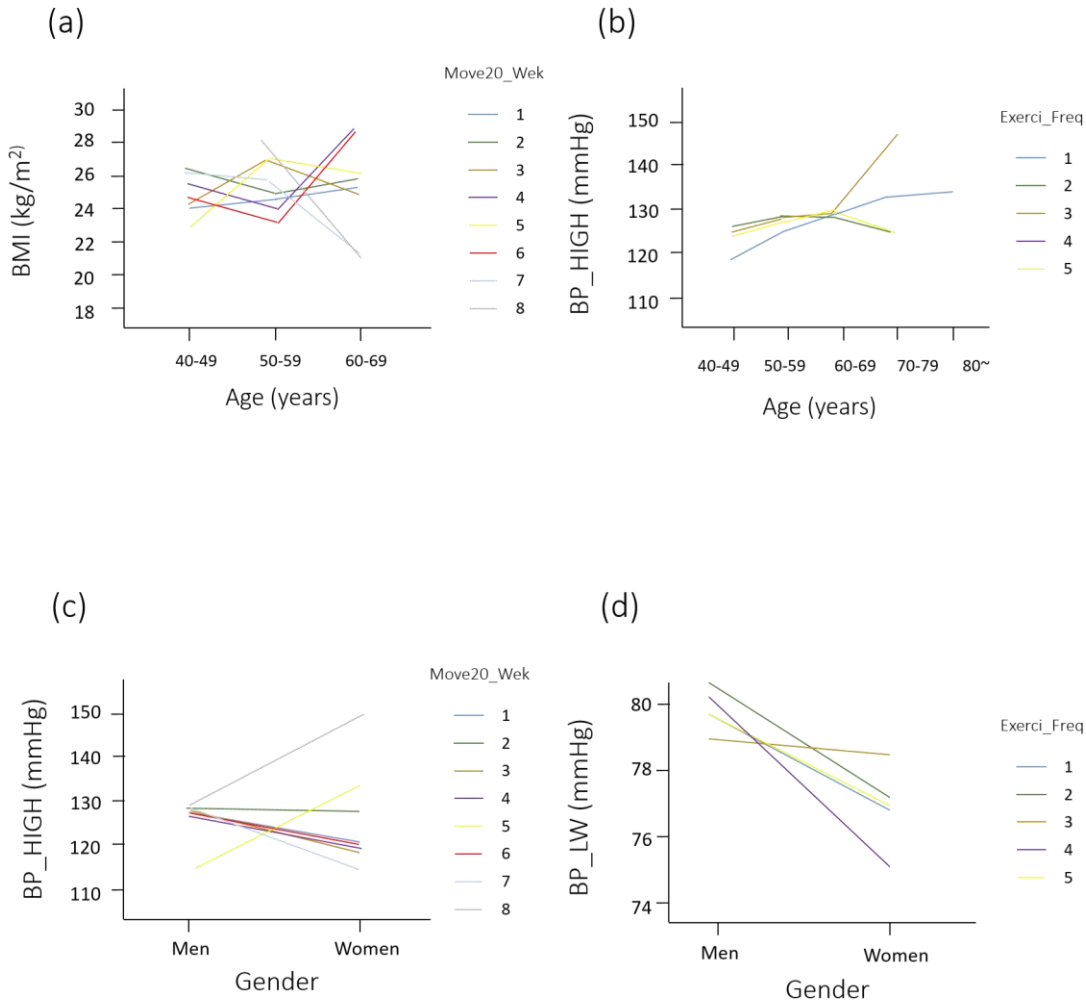 (a)
Move20_Wek
BMI (kg/m²)
30
28
26
24
22
20
18
40-49
50-59
60-69
Age (years)
1
2
3
4
5
6
7
8
(b)
Exerci_Freq
BP_HIGH (mmHg)
150
140
130
120
110
40-49
50-59
60-69
70-79
80~
Age (years)
1
2
3
4
5
(c)
Move20_Wek
BP_HIGH (mmHg)
150
140
130
120
110
Men
Women
Gender
1
2
3
4
5
6
7
8
(d)
Exerci_Freq
BP_LW (mmHg)
80
78
76
74
Men
Women
Gender
1
2
3
4
5